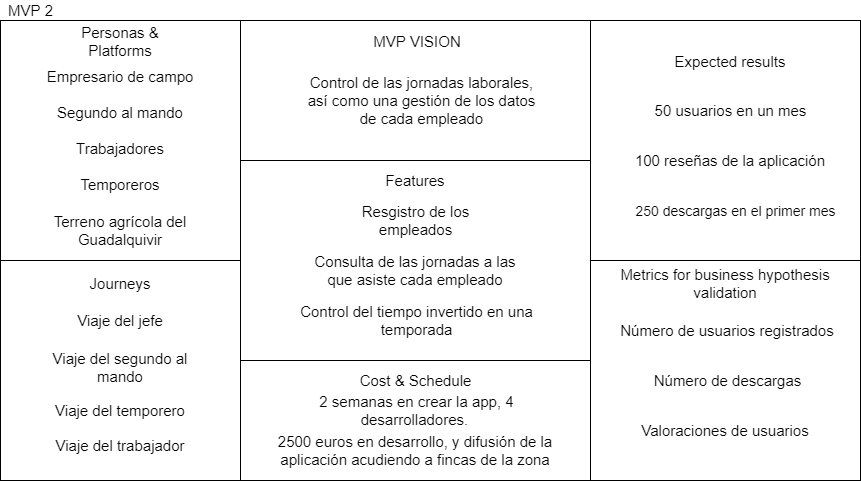 MVP 2
Personas &
Platforms
Empresario de campo
Segundo al mando
Trabajadores
Temporeros
Terreno agrícola del
Guadalquivir
MVP VISION
Control de las jornadas laborales,
así como una gestión de los datos
de cada empleado
Expected results
50 usuarios en un mes
100 reseñas de la aplicación
250 descargas en el primer mes
Features
Resgistro de los
empleados
Consulta de las jornadas a las
que asiste cada empleado
Control del tiempo invertido en una
temporada
Journeys
Viaje del jefe
Viaje del segundo al
mando
Viaje del temporero
Viaje del trabajador
Cost & Schedule
2 semanas en crear la app, 4
desarrolladores.
2500 euros en desarrollo, y difusión de la
aplicación acudiendo a fincas de la zona
Metrics for business hypothesis
validation
Número de usuarios registrados
Número de descargas
Valoraciones de usuarios